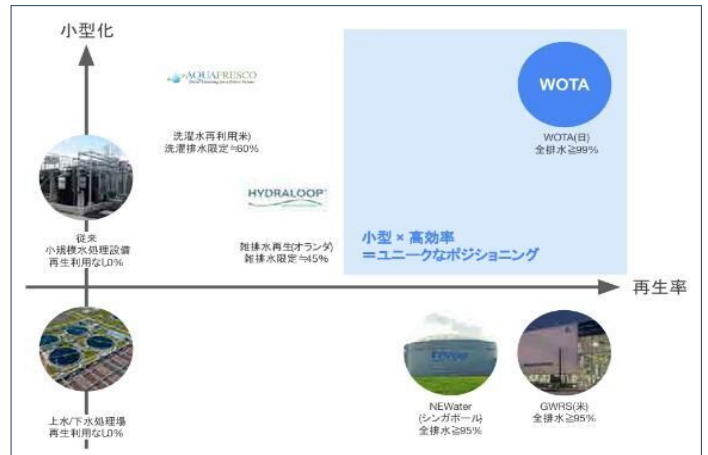 小型化
AQUAFRESCO
洗濯水再利用(米)
洗濯排水限定≒60%
WOTA
WOTA(日)
全排水≧99%
HYDRALOOP
従来
小規模水処理設備
再生利用なし0%
雑排水再生(オランダ)
雑排水限定≒45%
小型 × 高効率
＝ユニークなポジショニング
再生率
上水/下水処理場
再生利用なし0%
NEWater
(シンガポール)
全排水≧95%
GWRS(米)
全排水≧95%